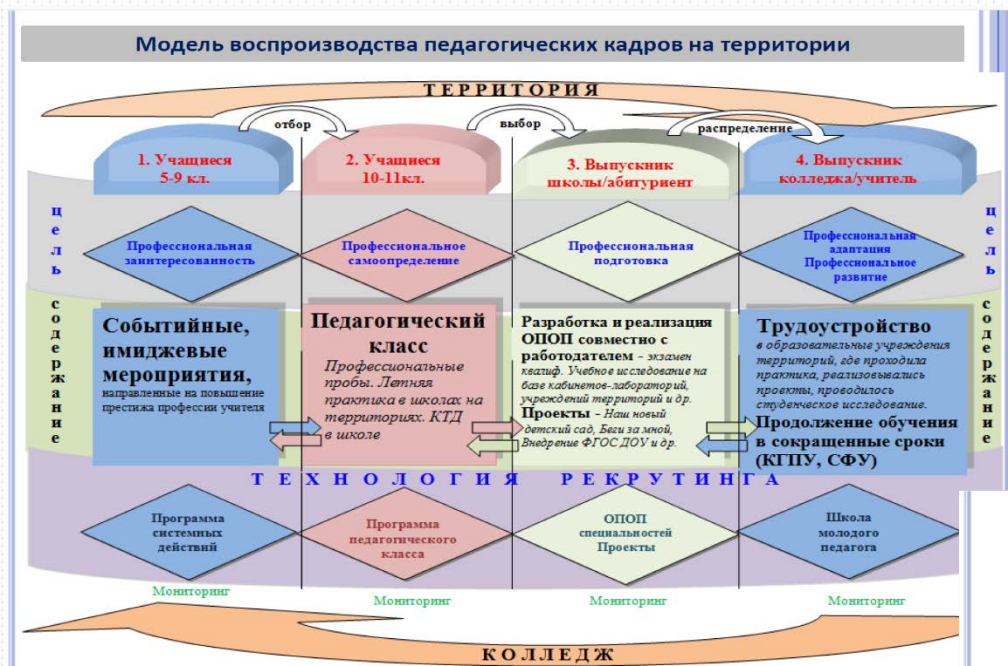 Модель воспроизводства педагогических кадров на территории
ТЕРРИТОРИЯ
отбор
выбор
распределение
1. Учащиеся
5-9 кл.
2. Учащиеся
10-11кл.
3. Выпускник
школы/абитуриент
4. Выпускник
колледжа/учитель
цель
Профессиональная
заинтересованность
Профессиональное
самоопределение
Профессиональная
подготовка
Профессиональная
адаптация
Профессиональное
развитие
цель
содержание
Событийные,
имиджевые
мероприятия,
направленные на повышение
престижа профессии учителя
Педагогический
класс
Профессиональные
пробы. Летняя
практика в школах на
территориях. КТД
в школе
Разработка и реализация
ОПОП совместно с
работодателем – экзамен
квалиф. Учебное исследование на
базе кабинетов-лабораторий,
учреждений территорий и др.
Проекты – Наш новый
детский сад, Беги за мной,
Внедрение ФГОС ДОУ и др.
Трудоустройство
в образовательные учреждения
территорий, где проходила
практика, реализовывались
проекты, проводилось
студенческое исследование.
Продолжение обучения
в сокращенные сроки
(КГПУ, СФУ)
содержание
ТЕХНОЛОГИЯ РЕКРУТИНГА
Программа
системных
действий
Программа
педагогического
класса
ОПОП
специальностей
Проекты
Школа
молодого
педагога
Мониторинг
Мониторинг
Мониторинг
Мониторинг
КОЛЛЕДЖ